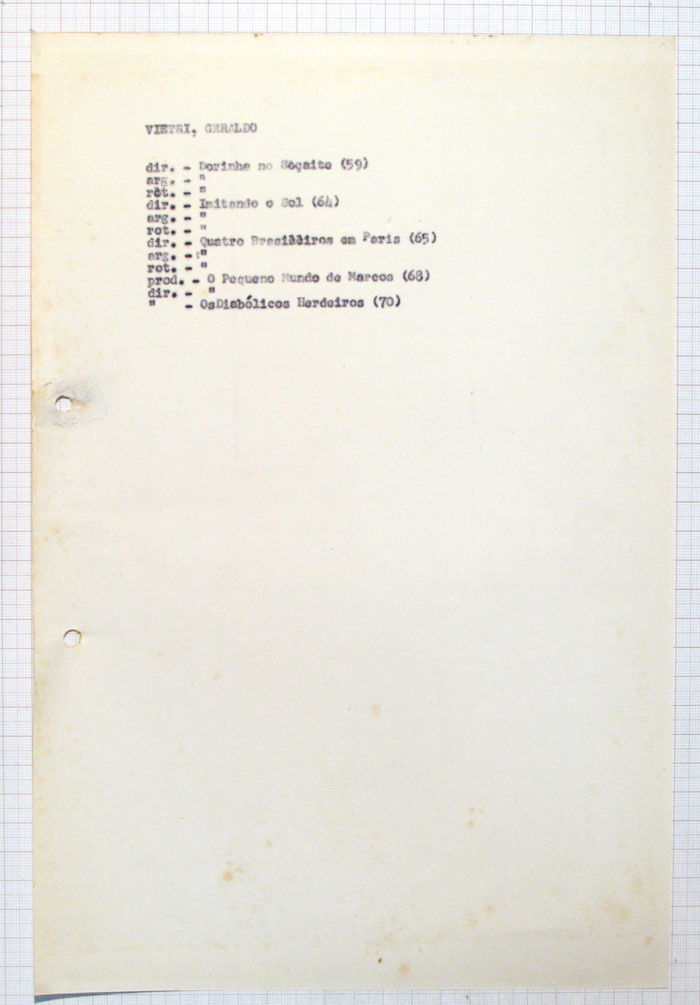 VIETRI, GERALDO
dir. - Dorinha no Soçaite (59)
arg. - "
rot. - "
dir. - Imitando o Sol (64)
arg. - "
rot. - "
dir. - Quatro Brasileiros em Paris (65)
arg. -:"
rot. - "
prod. - O Pequeno Mundo de Marcos (68)
dir. - "
" - OsDiabólicos Herdeiros (70)